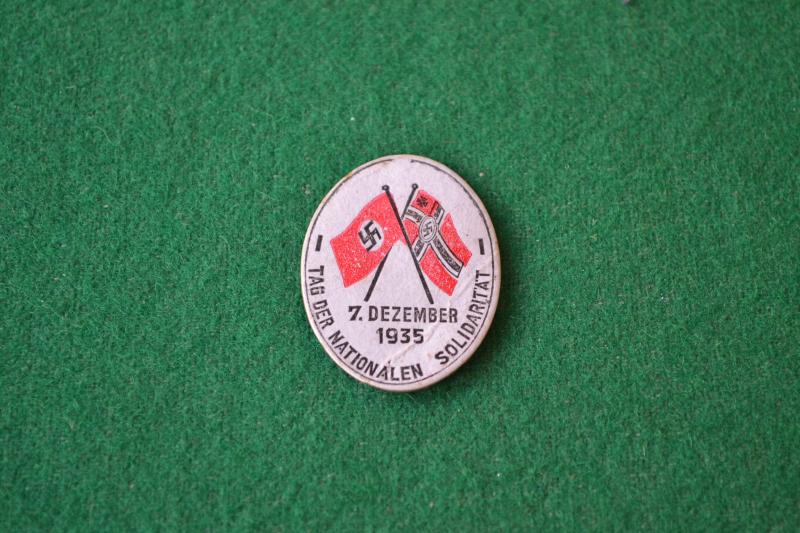 7. DEZEMBER
1935
TAG DER NATIONALEN SOLIDARITÄT